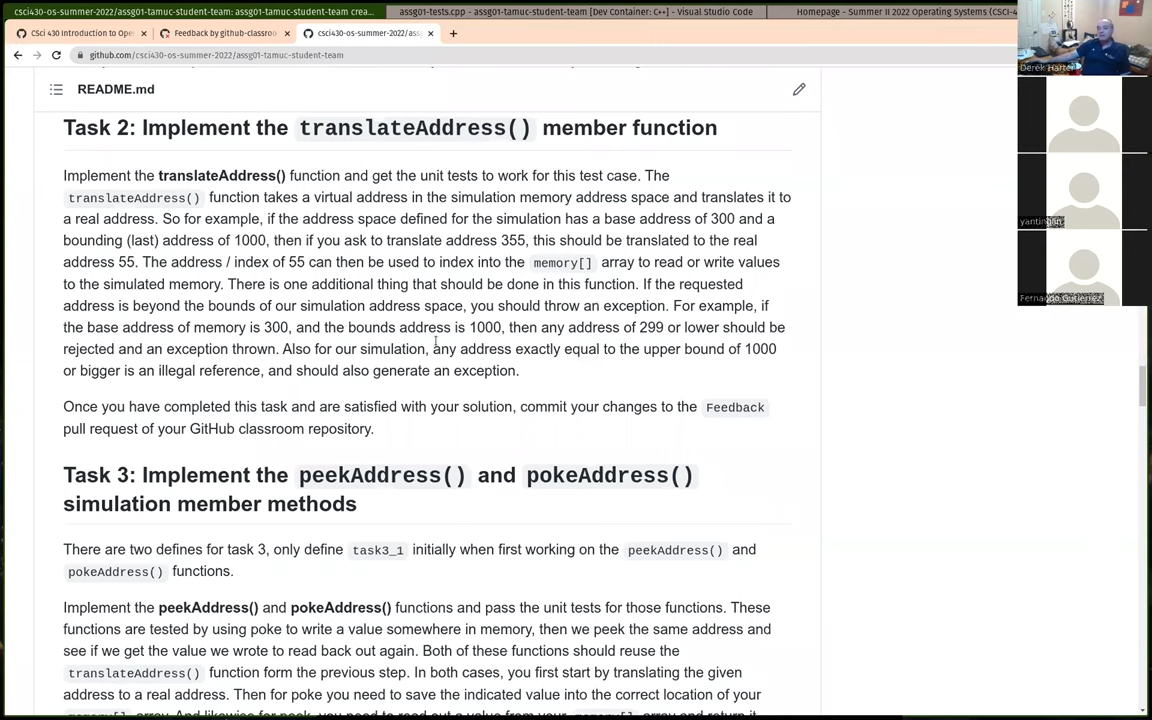 csci430-os-summer-2022/assg01-tamuc-student-team: assg01-tamuc-student-team crea...
assg01-tests.cpp - assg01-tamuc-student-team [Dev Container: C++] - Visual Studio Code
Homepage - Summer II 2022 Operating Systems (CSCI-4
CSci 430 Introduction to Ope
Feedback by github-classroo
csci430-os-summer-2022/ass
github.com/csci430-os-summer-2022/assg01-tamuc-student-team
README.md
Task 2: Implement the translateAddress() member function
Implement the translateAddress() function and get the unit tests to work for this test case. The
translateAddress() function takes a virtual address in the simulation memory address space and translates it to
a real address. So for example, if the address space defined for the simulation has a base address of 300 and a
bounding (last) address of 1000, then if you ask to translate address 355, this should be translated to the real
address 55. The address / index of 55 can then be used to index into the memory[] array to read or write values
to the simulated memory. There is one additional thing that should be done in this function. If the requested
address is beyond the bounds of our simulation address space, you should throw an exception. For example, if
the base address of memory is 300, and the bounds address is 1000, then any address of 299 or lower should be
rejected and an exception thrown. Also for our simulation, any address exactly equal to the upper bound of 1000
or bigger is an illegal reference, and should also generate an exception.
Once you have completed this task and are satisfied with your solution, commit your changes to the Feedback
pull request of your GitHub classroom repository.
Task 3: Implement the peekAddress() and pokeAddress()
simulation member methods
There are two defines for task 3, only define task3_1 initially when first working on the peekAddress() and
pokeAddress() functions.
Implement the peekAddress() and pokeAddress() functions and pass the unit tests for those functions. These
functions are tested by using poke to write a value somewhere in memory, then we peek the same address and
see if we get the value we wrote to read back out again. Both of these functions should reuse the
translateAddress() function form the previous step. In both cases, you first start by translating the given
address to a real address. Then for poke you need to save the indicated value into the correct location of your
memory[] array. And likewise for peek, you need to read out a value from your memory[] array and return it
Derek Harter
Fernando Gutierrez